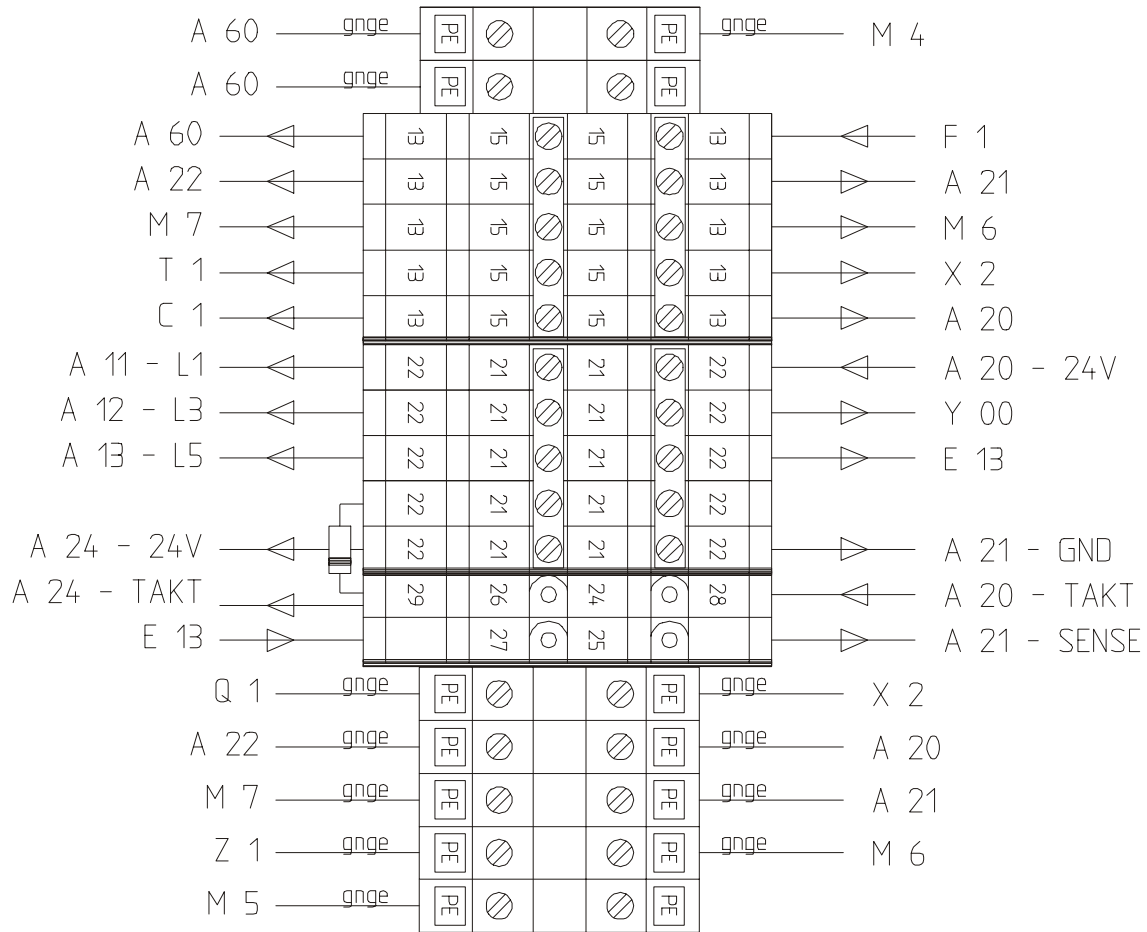 A 60 gnge PE PE gnge M 4
A 60 gnge PE PE
A 60 13 15 15 13 F 1
A 22 13 15 15 13 A 21
M 7 13 15 15 13 M 6
T 1 13 15 15 13 X 2
C 1 13 15 15 13 A 20
A 11 - L1 22 21 21 22 A 20 - 24V
A 12 - L3 22 21 21 22 Y 00
A 13 - L5 22 21 21 22 E 13
22 21 21 22
A 24 - 24V 22 21 21 22 A 21 - GND
A 24 - TAKT 29 26 24 28 A 20 - TAKT
E 13 27 25 A 21 - SENSE
Q 1 gnge PE PE gnge X 2
A 22 gnge PE PE gnge A 20
M 7 gnge PE PE gnge A 21
Z 1 gnge PE PE gnge M 6
M 5 gnge PE PE